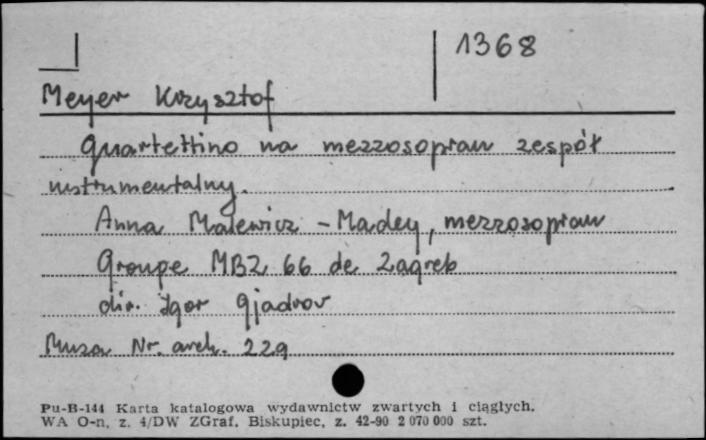 1368
Meyer Krzysztof
Quartettino na mezzosopran zespół
instrumentalny.
Anna Malewicz - Madey, mezzosopran
Groupe MBZ 66 de Zagreb
dir. Igor Gjadrov
Muza Nr. arch. 229
Pu-B-144 Karta katalogowa wydawnictw zwartych i ciągłych.
WA O-n, z. 4/DW ZGraf. Biskupiec, z. 42-90 2 070 000 szt.